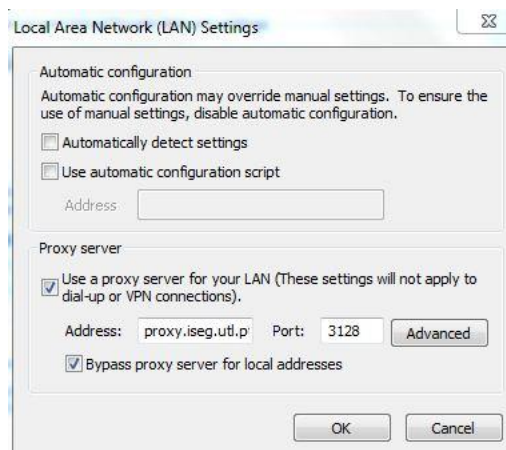 Local Area Network (LAN) Settings
Automatic configuration
Automatic configuration may override manual settings. To ensure the
use of manual settings, disable automatic configuration.
Automatically detect settings
Use automatic configuration script
Address
Proxy server
Use a proxy server for your LAN (These settings will not apply to
dial-up or VPN connections).
Address: proxy.iseg.utl.p Port: 3128 Advanced
Bypass proxy server for local addresses
OK Cancel